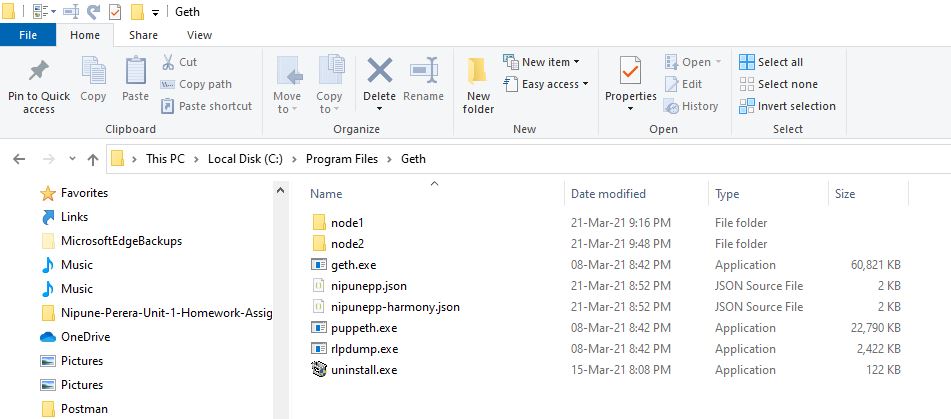 Geth
File Home Share View
Pin to Quick access
Copy
Paste
Cut
Copy path
Paste shortcut
Clipboard
Move to
Copy to
Delete
Rename
Organize
New folder
New item
Easy access
New
Properties
Open
Edit
History
Open
Select all
Select none
Invert selection
Select
This PC > Local Disk (C:) > Program Files > Geth
Favorites
Links
MicrosoftEdgeBackups
Music
Music
Nipune-Perera-Unit-1-Homework-Assig
OneDrive
Pictures
Pictures
Postman
Name Date modified Type Size
node1 21-Mar-21 9:16 PM File folder
node2 21-Mar-21 9:48 PM File folder
geth.exe 08-Mar-21 8:42 PM Application 60,821 KB
nipunepp.json 21-Mar-21 8:52 PM JSON Source File 2 KB
nipunepp-harmony.json 21-Mar-21 8:52 PM JSON Source File 2 KB
puppeth.exe 08-Mar-21 8:42 PM Application 22,790 KB
rlpdump.exe 08-Mar-21 8:42 PM Application 2,422 KB
uninstall.exe 15-Mar-21 8:08 PM Application 122 KB